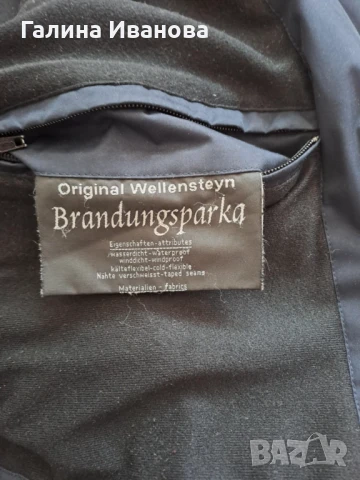 Галина Иванова
Original Wellensteyn
Brandungsparka
Eigenschaften-attributes
wasserdicht-waterproof
winddicht-windproof
kälteflexibel-cold-flexible
Nähte verschweisst-taped seams
Materialien - fabrics
BAZAR